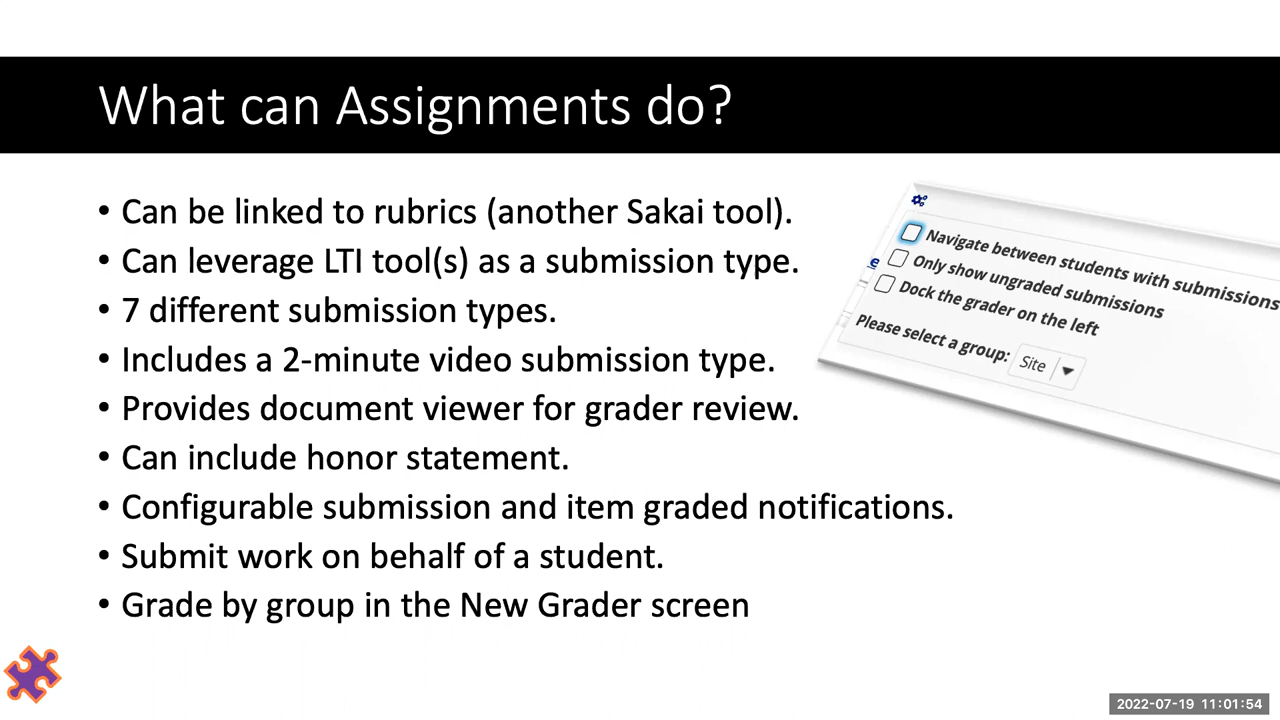 What can Assignments do?
• Can be linked to rubrics (another Sakai tool).
• Can leverage LTI tool(s) as a submission type.
• 7 different submission types.
• Includes a 2-minute video submission type.
• Provides document viewer for grader review.
• Can include honor statement.
• Configurable submission and item graded notifications.
• Submit work on behalf of a student.
• Grade by group in the New Grader screen
Navigate between students with submissions
Only show ungraded submissions
Dock the grader on the left
Please select a group: Site
e
2022-07-19 11:01:54